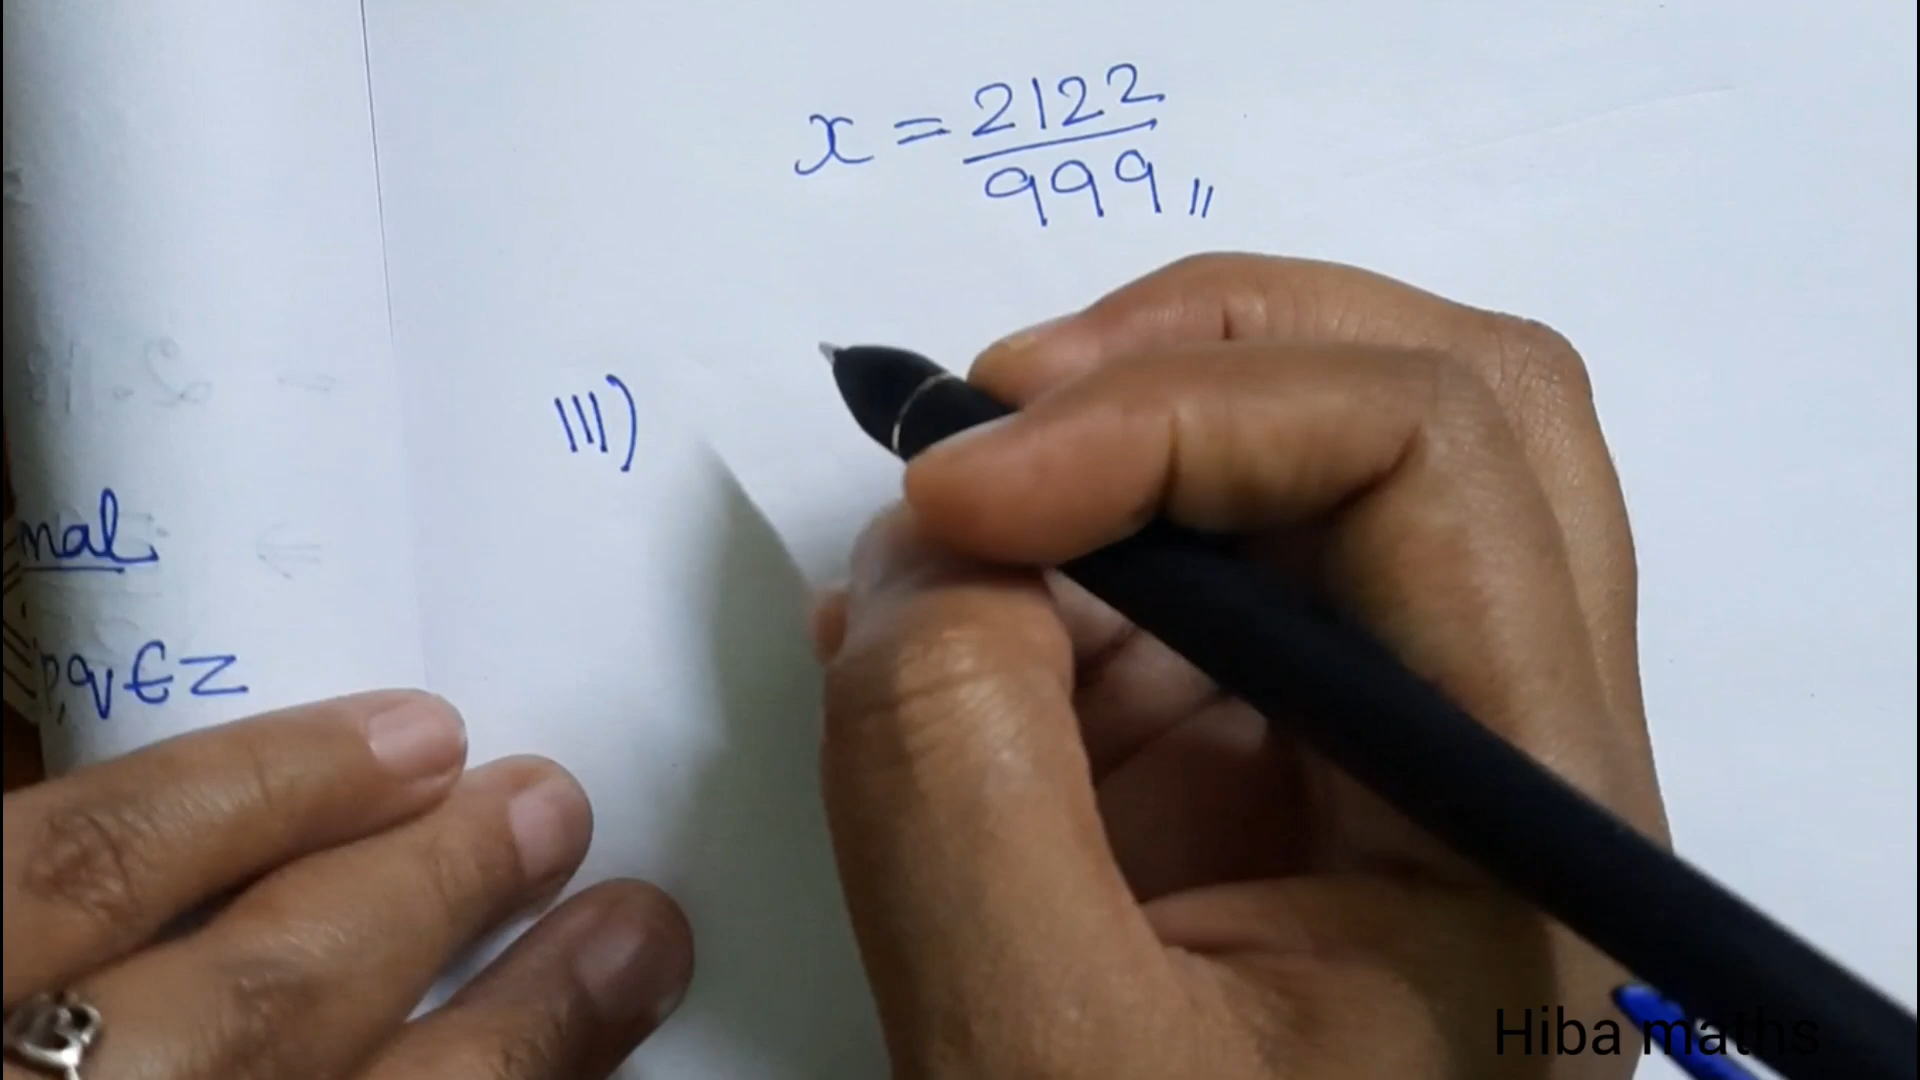 x = 2122/999 //
III)
nal
p, q ∈ Z
Hiba maths